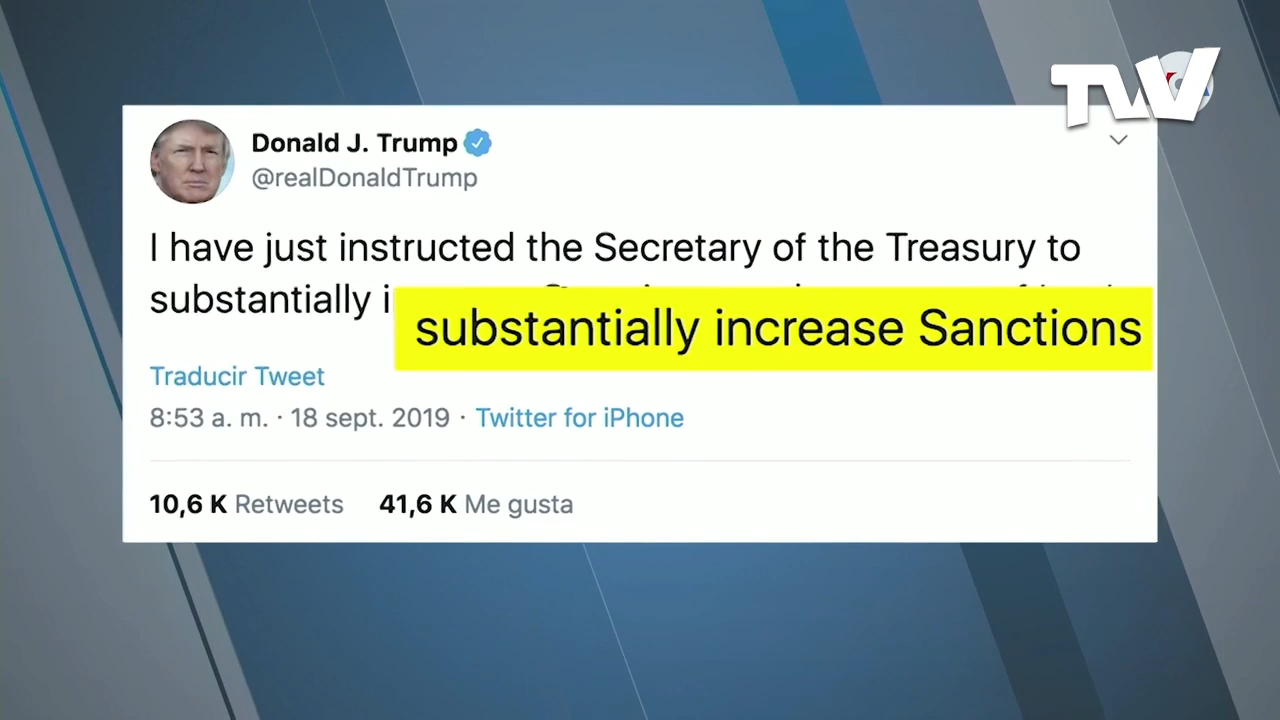 TVV
Donald J. Trump
@realDonaldTrump
I have just instructed the Secretary of the Treasury to
substantially
substantially increase Sanctions
Traducir Tweet
8:53 a. m. · 18 sept. 2019 · Twitter for iPhone
10,6 K Retweets 41,6 K Me gusta